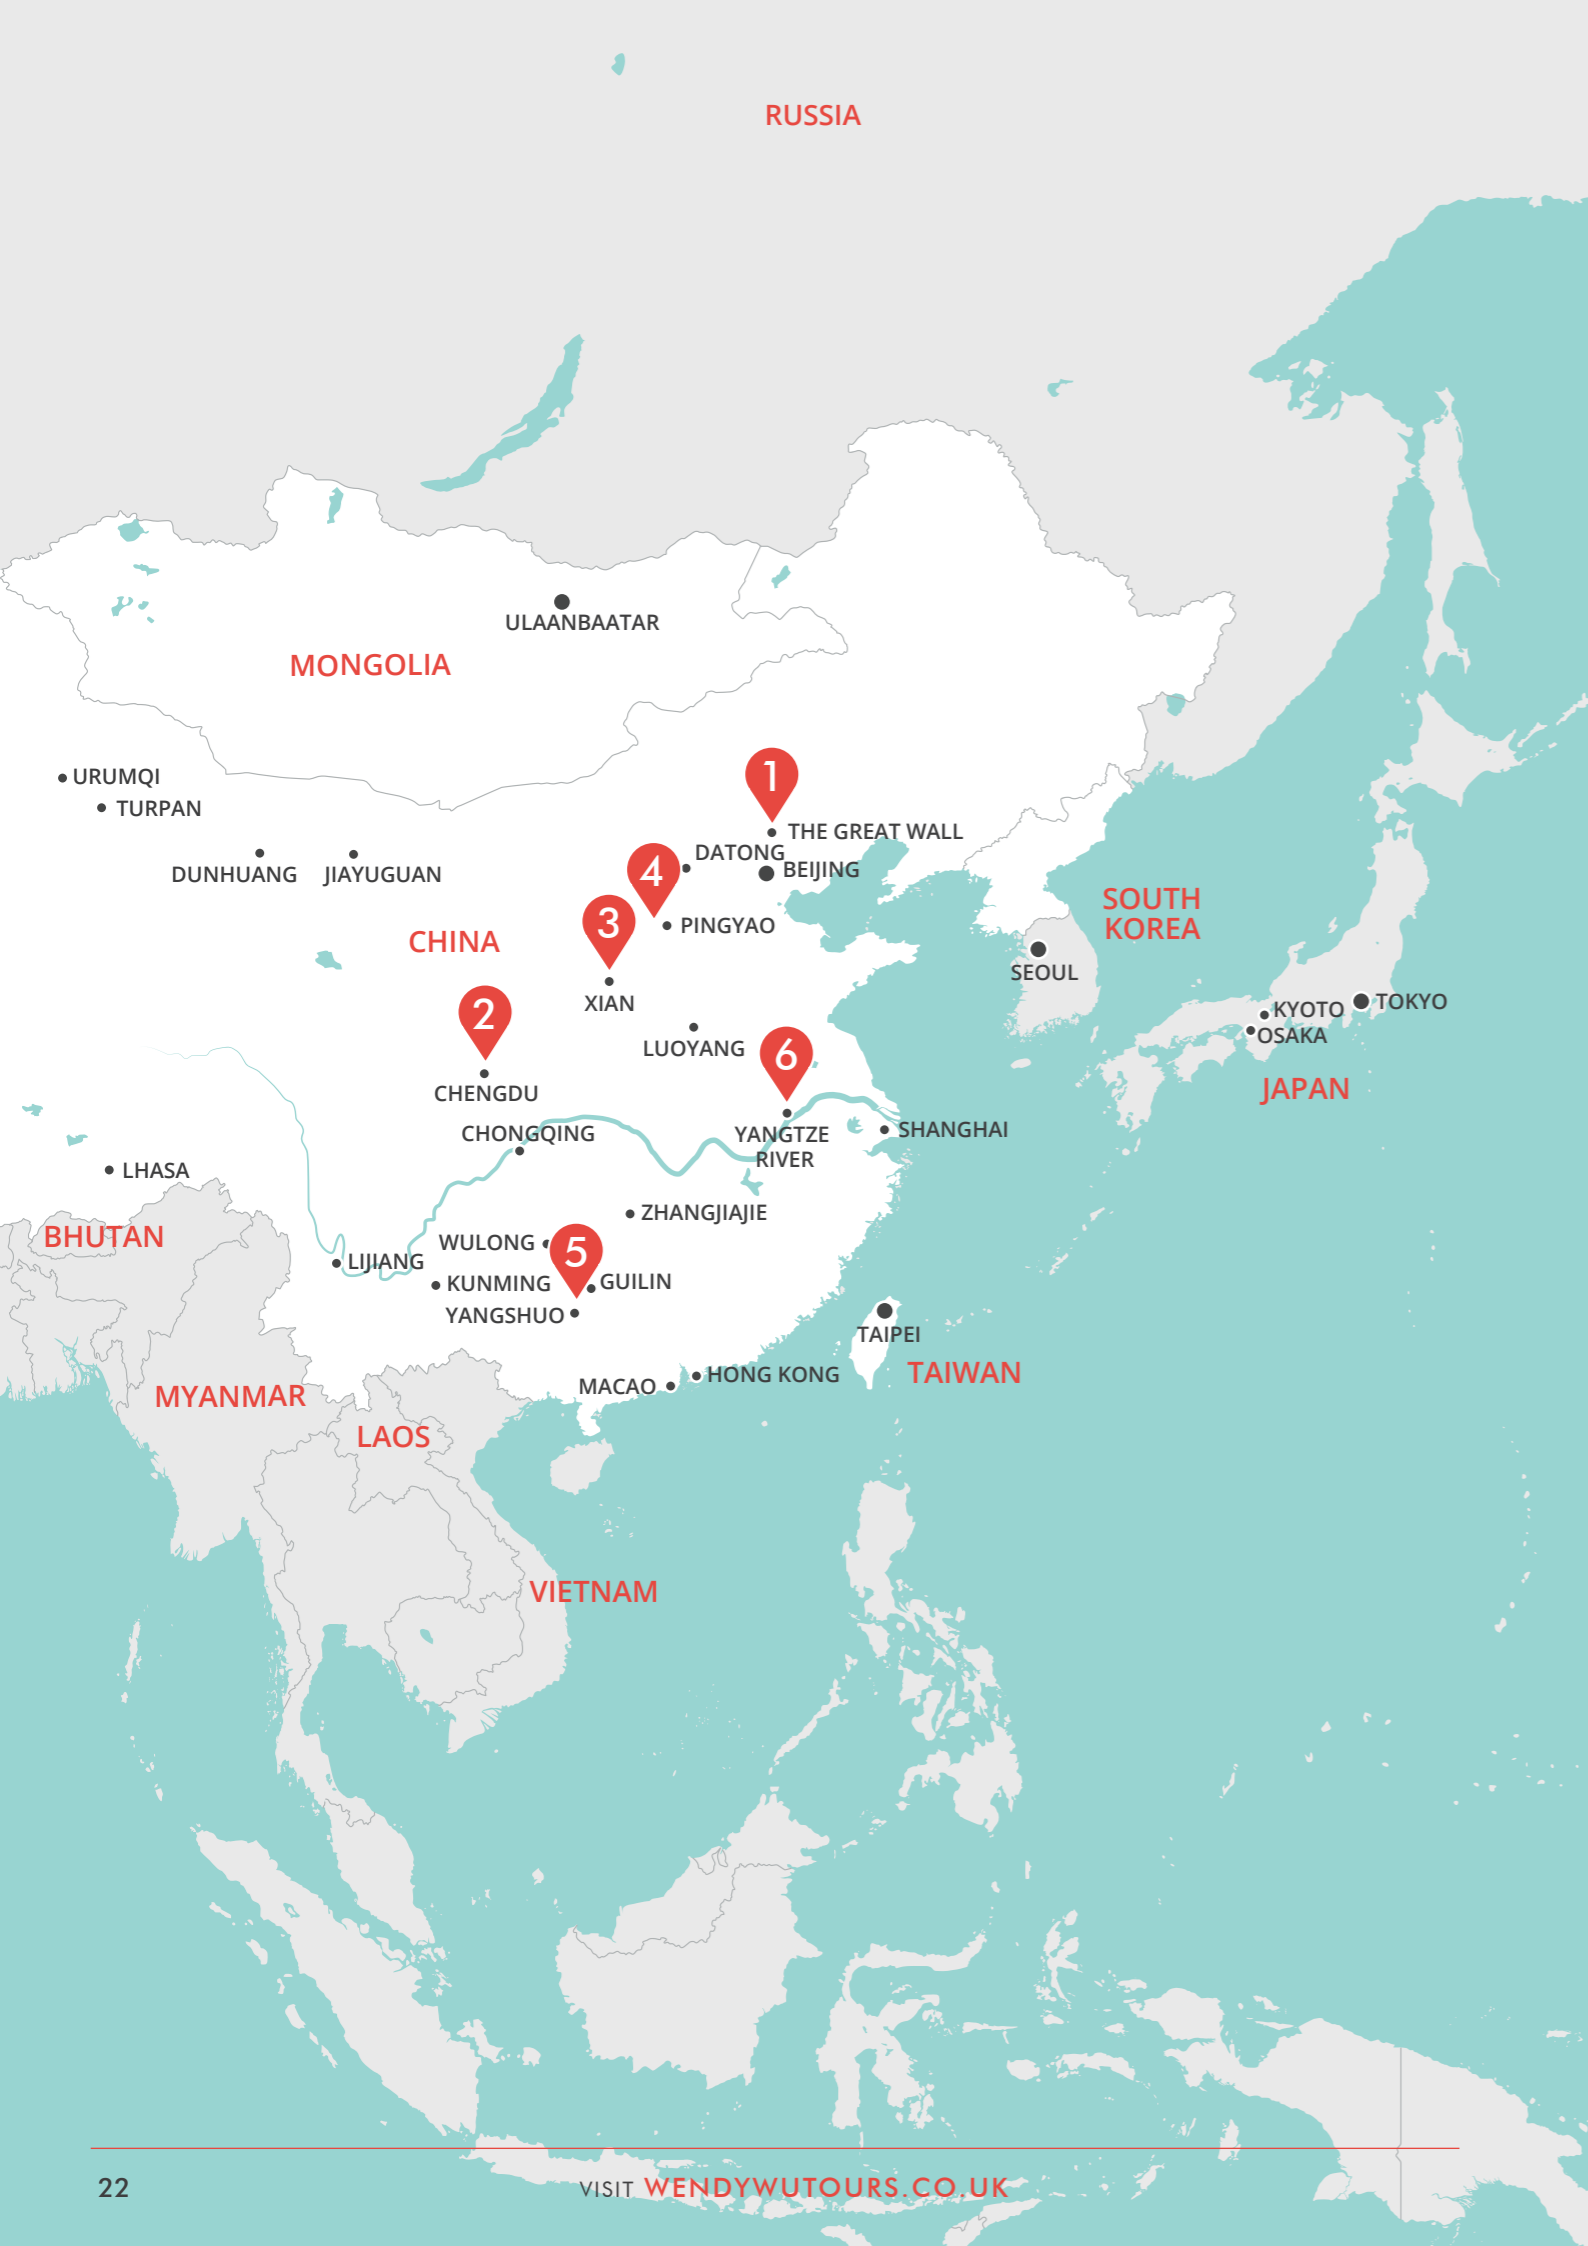 RUSSIA
ULAANBAATAR
MONGOLIA
URUMQI
TURPAN
1
THE GREAT WALL
DATONG
BEIJING
DUNHUANG
JIAYUGUAN
4
3
PINGYAO
CHINA
SOUTH
KOREA
SEOUL
XIAN
2
LUOYANG
6
KYOTO
TOKYO
OSAKA
JAPAN
CHENGDU
CHONGQING
YANGTZE
RIVER
SHANGHAI
LHASA
ZHANGJIAJIE
BHUTAN
WULONG
5
LIJIANG
KUNMING
GUILIN
YANGSHUO
TAIPEI
TAIWAN
HONG KONG
MACAO
MYANMAR
LAOS
VIETNAM
22
VISIT WENDYWUTOURS.CO.UK